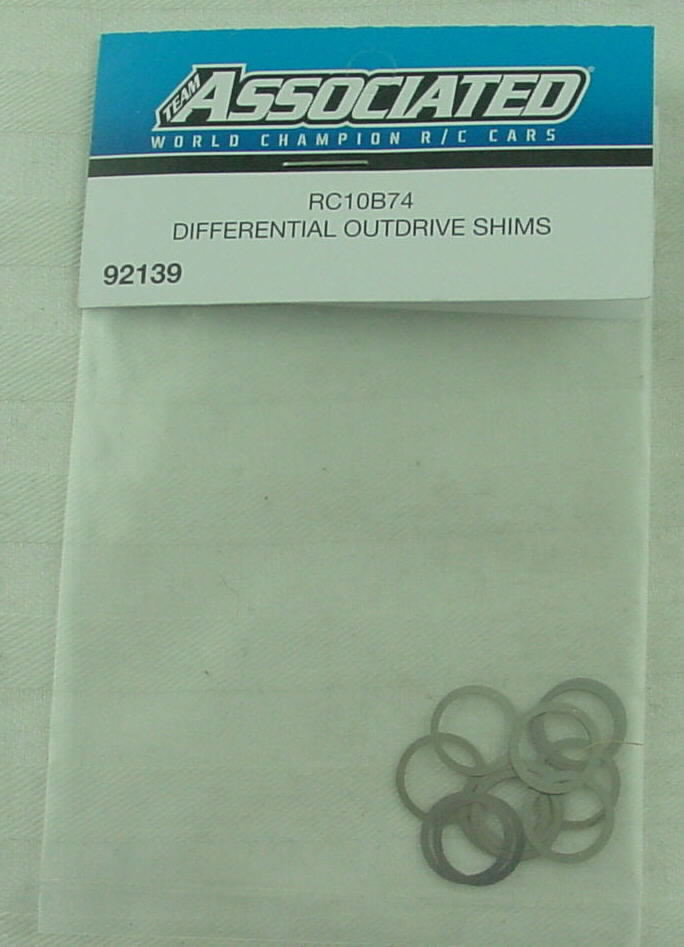 TEAM ASSOCIATED®
WORLD CHAMPION R/C CARS
RC10B74
DIFFERENTIAL OUTDRIVE SHIMS
92139